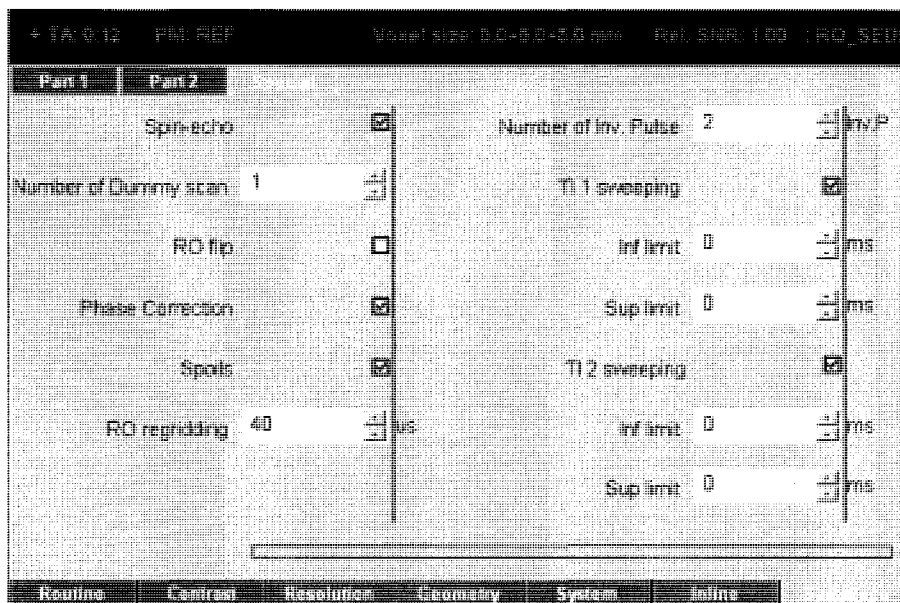 + TA: 0:12 PM: REF Voxel size: 8.0×8.0×8.0 mm Rel. SNR: 1.00 : RO_SEU
Part 1 Part 2
Spin-echo
Number of Dummy scan 1
RO flip
Phase Correction
Spoils
RO regridding 40 us
Number of Inv. Pulse 2 Inv.P
TI 1 sweeping
Inf limit 0 ms
Sup limit 0 ms
TI 2 sweeping
Inf limit 0 ms
Sup limit 0 ms
Routine Contrast Resolution Geometry System Inline